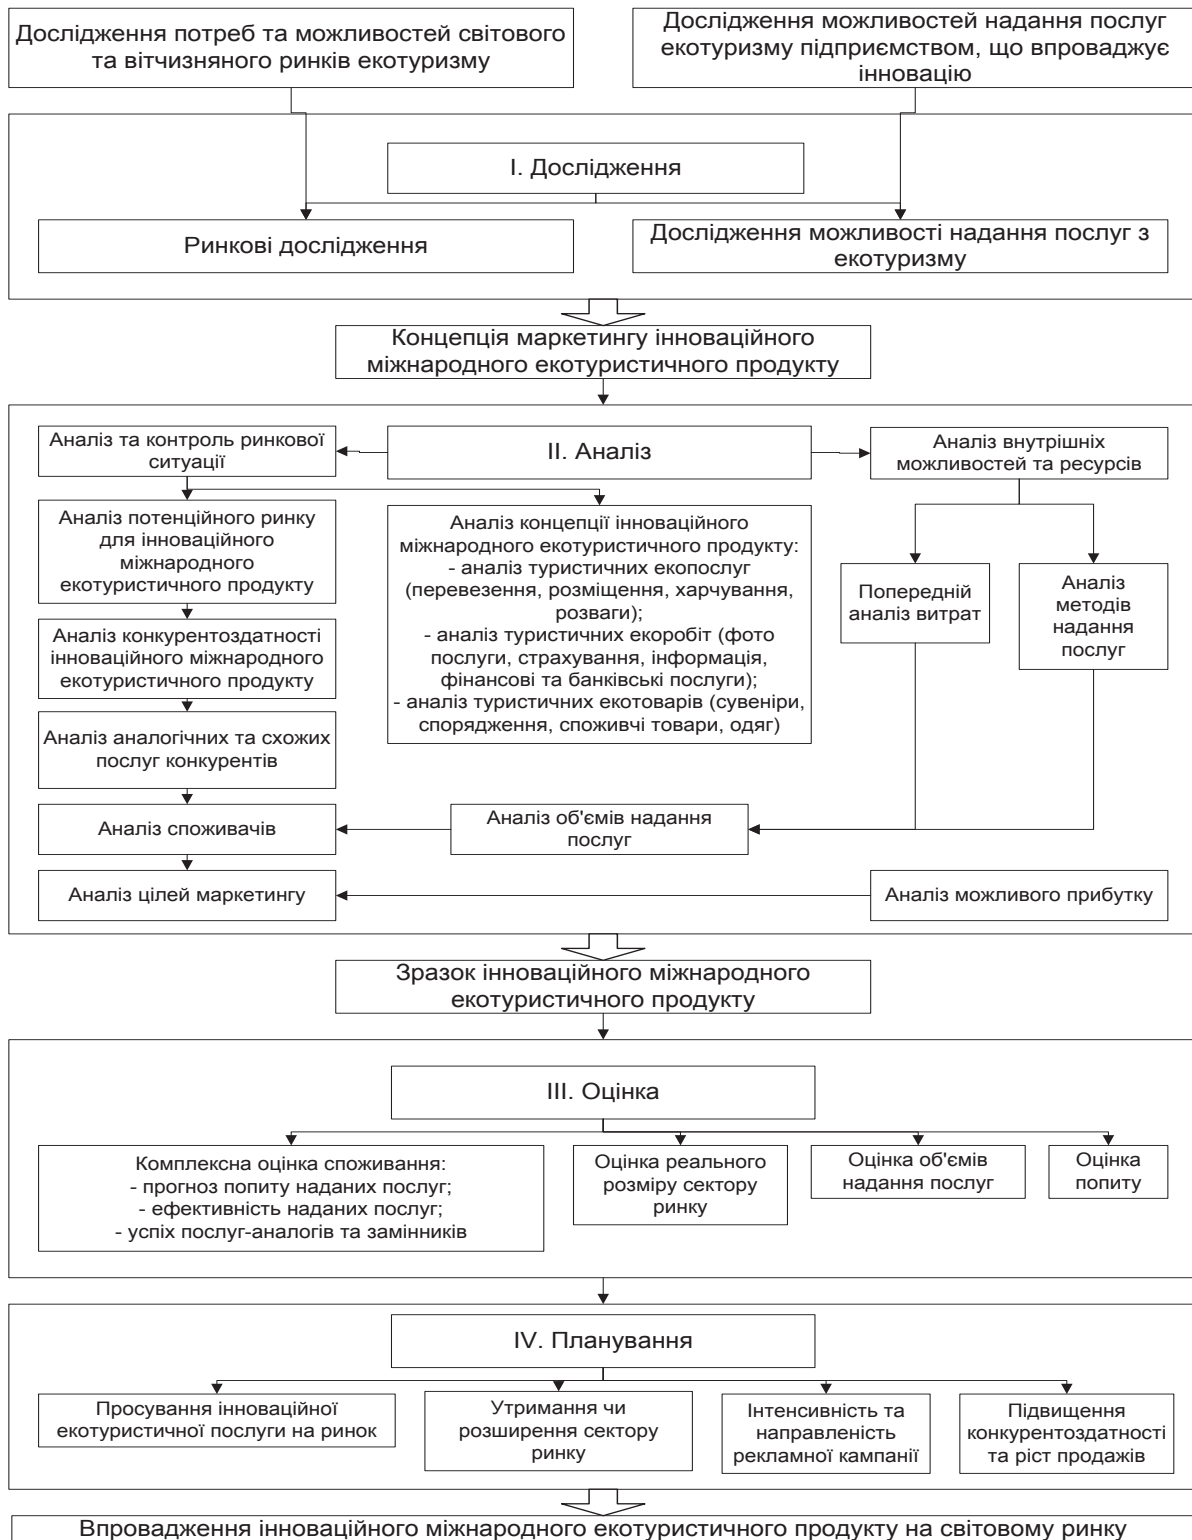 Дослідження потреб та можливостей світового
та вітчизняного ринків екотуризму
Дослідження можливостей надання послуг
екотуризму підприємством, що впроваджує
інновацію
I. Дослідження
Ринкові дослідження
Дослідження можливості надання послуг з
екотуризму
Концепція маркетингу інноваційного
міжнародного екотуристичного продукту
Аналіз та контроль ринкової
ситуації
II. Аналіз
Аналіз внутрішніх
можливостей та ресурсів
Аналіз потенційного ринку
для інноваційного
міжнародного
екотуристичного продукту
Аналіз концепції інноваційного
міжнародного екотуристичного продукту:
- аналіз туристичних екопослуг
(перевезення, розміщення, харчування,
розваги);
- аналіз туристичних екоробіт (фото
послуги, страхування, інформація,
фінансові та банківські послуги);
- аналіз туристичних екотоварів (сувеніри,
спорядження, споживчі товари, одяг)
Попередній
аналіз витрат
Аналіз
методів
надання
послуг
Аналіз конкурентоздатності
інноваційного міжнародного
екотуристичного продукту
Аналіз аналогічних та схожих
послуг конкурентів
Аналіз споживачів
Аналіз об'ємів надання
послуг
Аналіз цілей маркетингу
Аналіз можливого прибутку
Зразок інноваційного міжнародного
екотуристичного продукту
III. Оцінка
Комплексна оцінка споживання:
- прогноз попиту наданих послуг;
- ефективність наданих послуг;
- успіх послуг-аналогів та замінників
Оцінка реального
розміру сектору
ринку
Оцінка об'ємів
надання послуг
Оцінка
попиту
IV. Планування
Просування інноваційної
екотуристичної послуги на ринок
Утримання чи
розширення сектору
ринку
Інтенсивність та
направленість
рекламної кампанії
Підвищення
конкурентоздатності
та ріст продажів
Впровадження інноваційного міжнародного екотуристичного продукту на світовому ринку